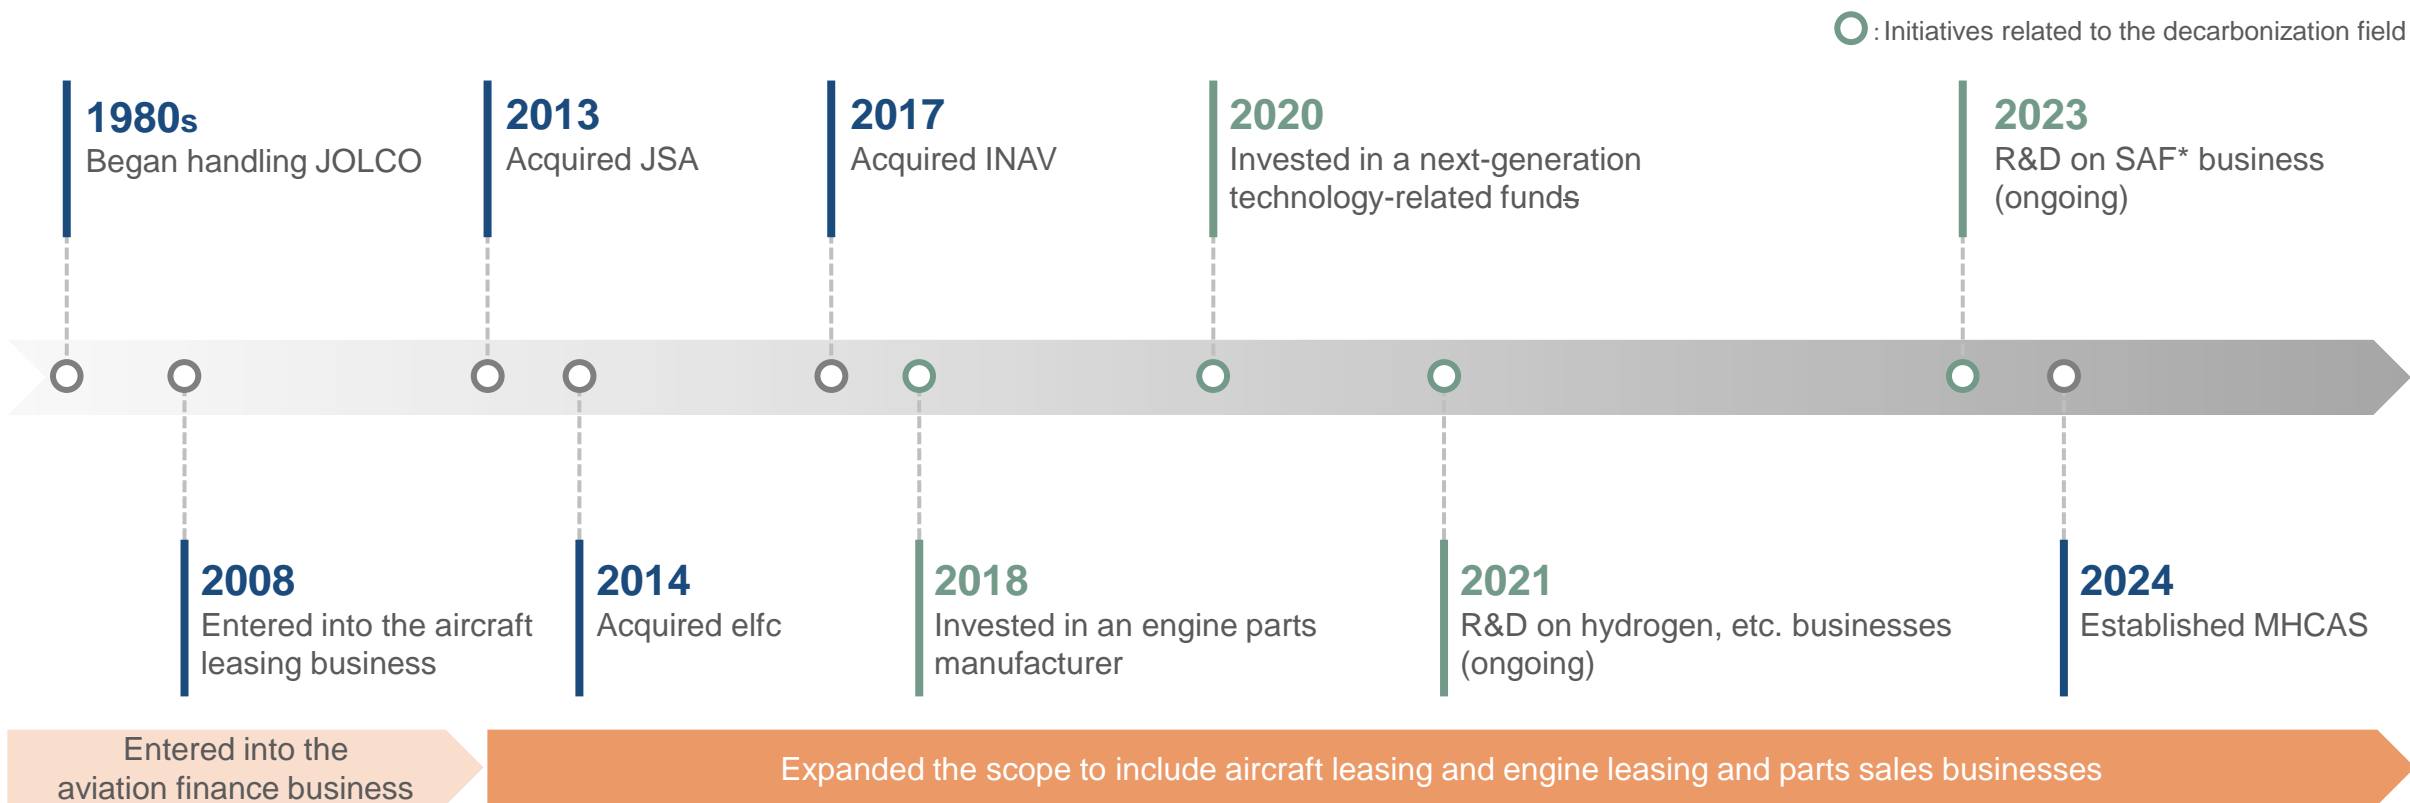 : Initiatives related to the decarbonization field
1980s
Began handling JOLCO
2013
Acquired JSA
2017
Acquired INAV
2020
Invested in a next-generation
technology-related funds
2023
R&D on SAF* business
(ongoing)
2008
Entered into the aircraft
leasing business
2014
Acquired elfc
2018
Invested in an engine parts
manufacturer
2021
R&D on hydrogen, etc. businesses
(ongoing)
2024
Established MHCAS
Entered into the
aviation finance business
Expanded the scope to include aircraft leasing and engine leasing and parts sales businesses